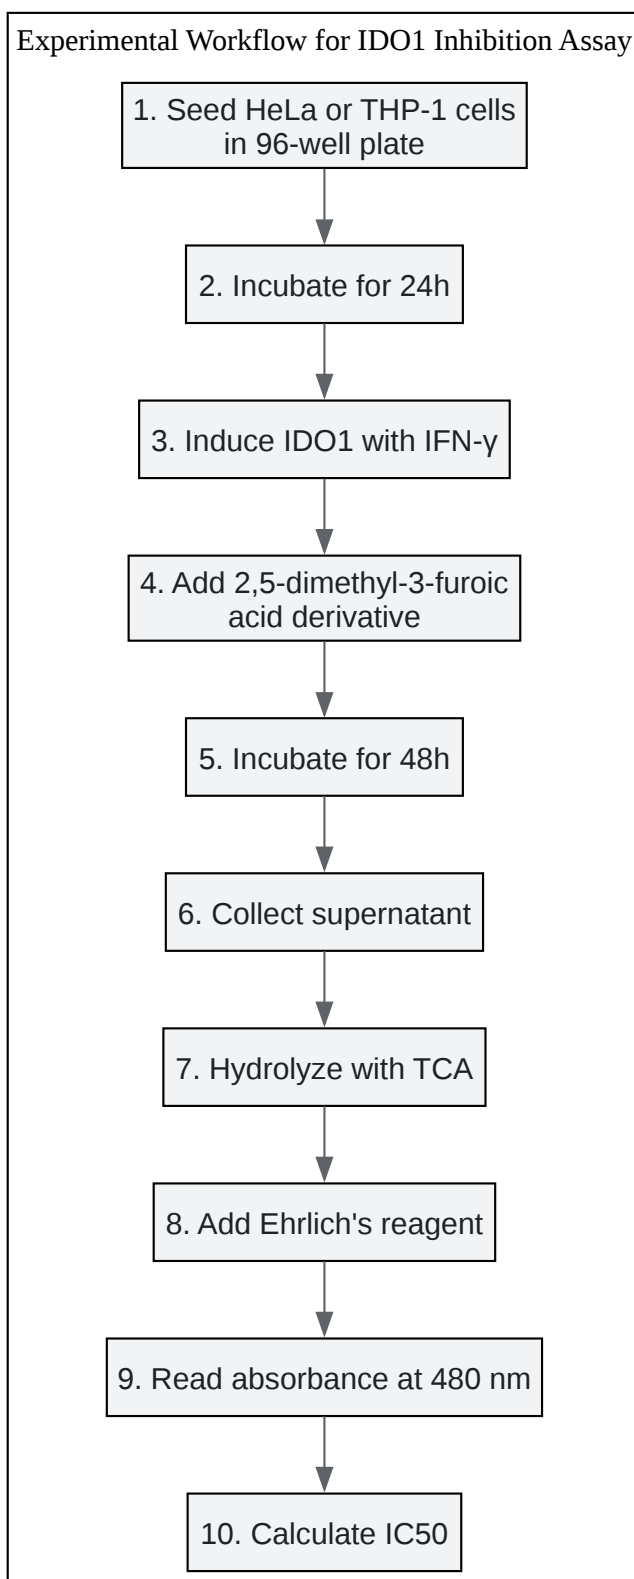 Experimental Workflow for IDO1 Inhibition Assay
1. Seed HeLa or THP-1 cells
in 96-well plate
2. Incubate for 24h
3. Induce IDO1 with IFN-γ
4. Add 2,5-dimethyl-3-furoic
acid derivative
5. Incubate for 48h
6. Collect supernatant
7. Hydrolyze with TCA
8. Add Ehrlich's reagent
9. Read absorbance at 480 nm
10. Calculate IC50